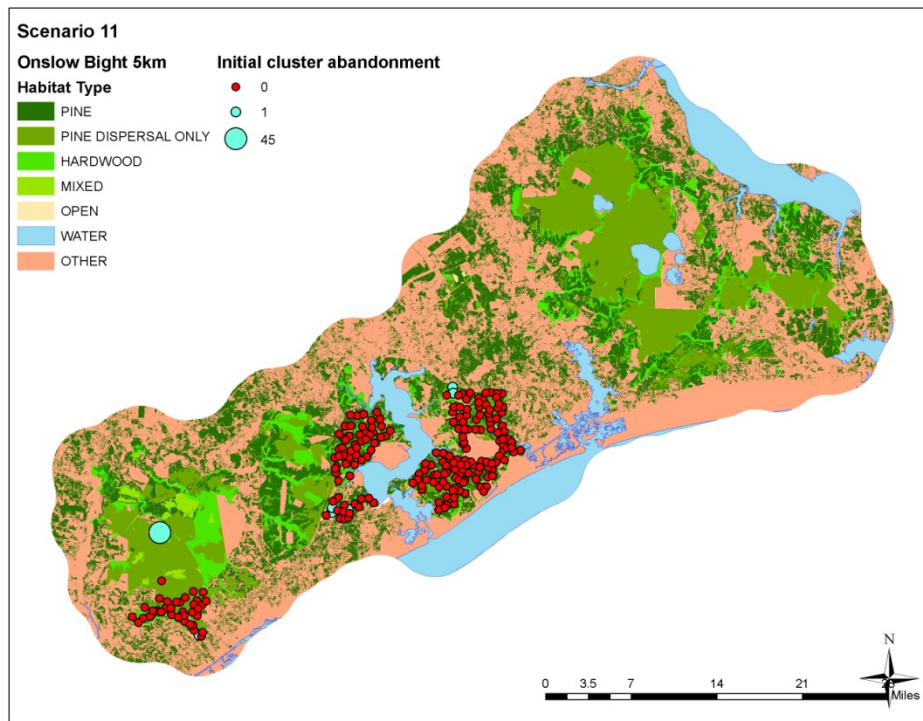 Scenario 11
Onslow Bight 5km
Habitat Type
PINE
PINE DISPERSAL ONLY
HARDWOOD
MIXED
OPEN
WATER
OTHER
Initial cluster abandonment
0
1
45
N
0 3.5 7 14 21
Miles